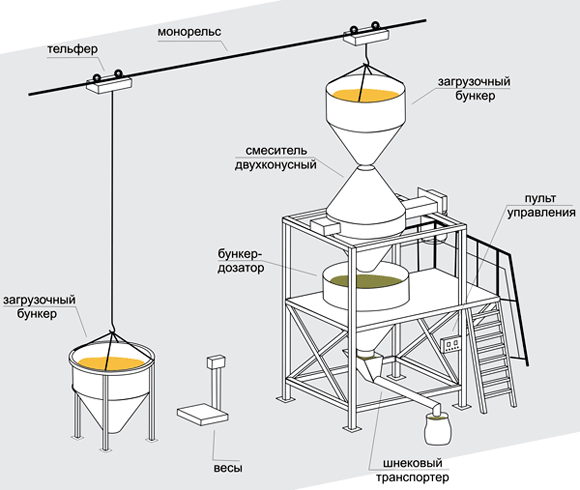 монорельс
тельфер
загрузочный
бункер
смеситель
двухконусный
пульт
управления
бункер-
дозатор
загрузочный
бункер
весы
шнековый
транспортер